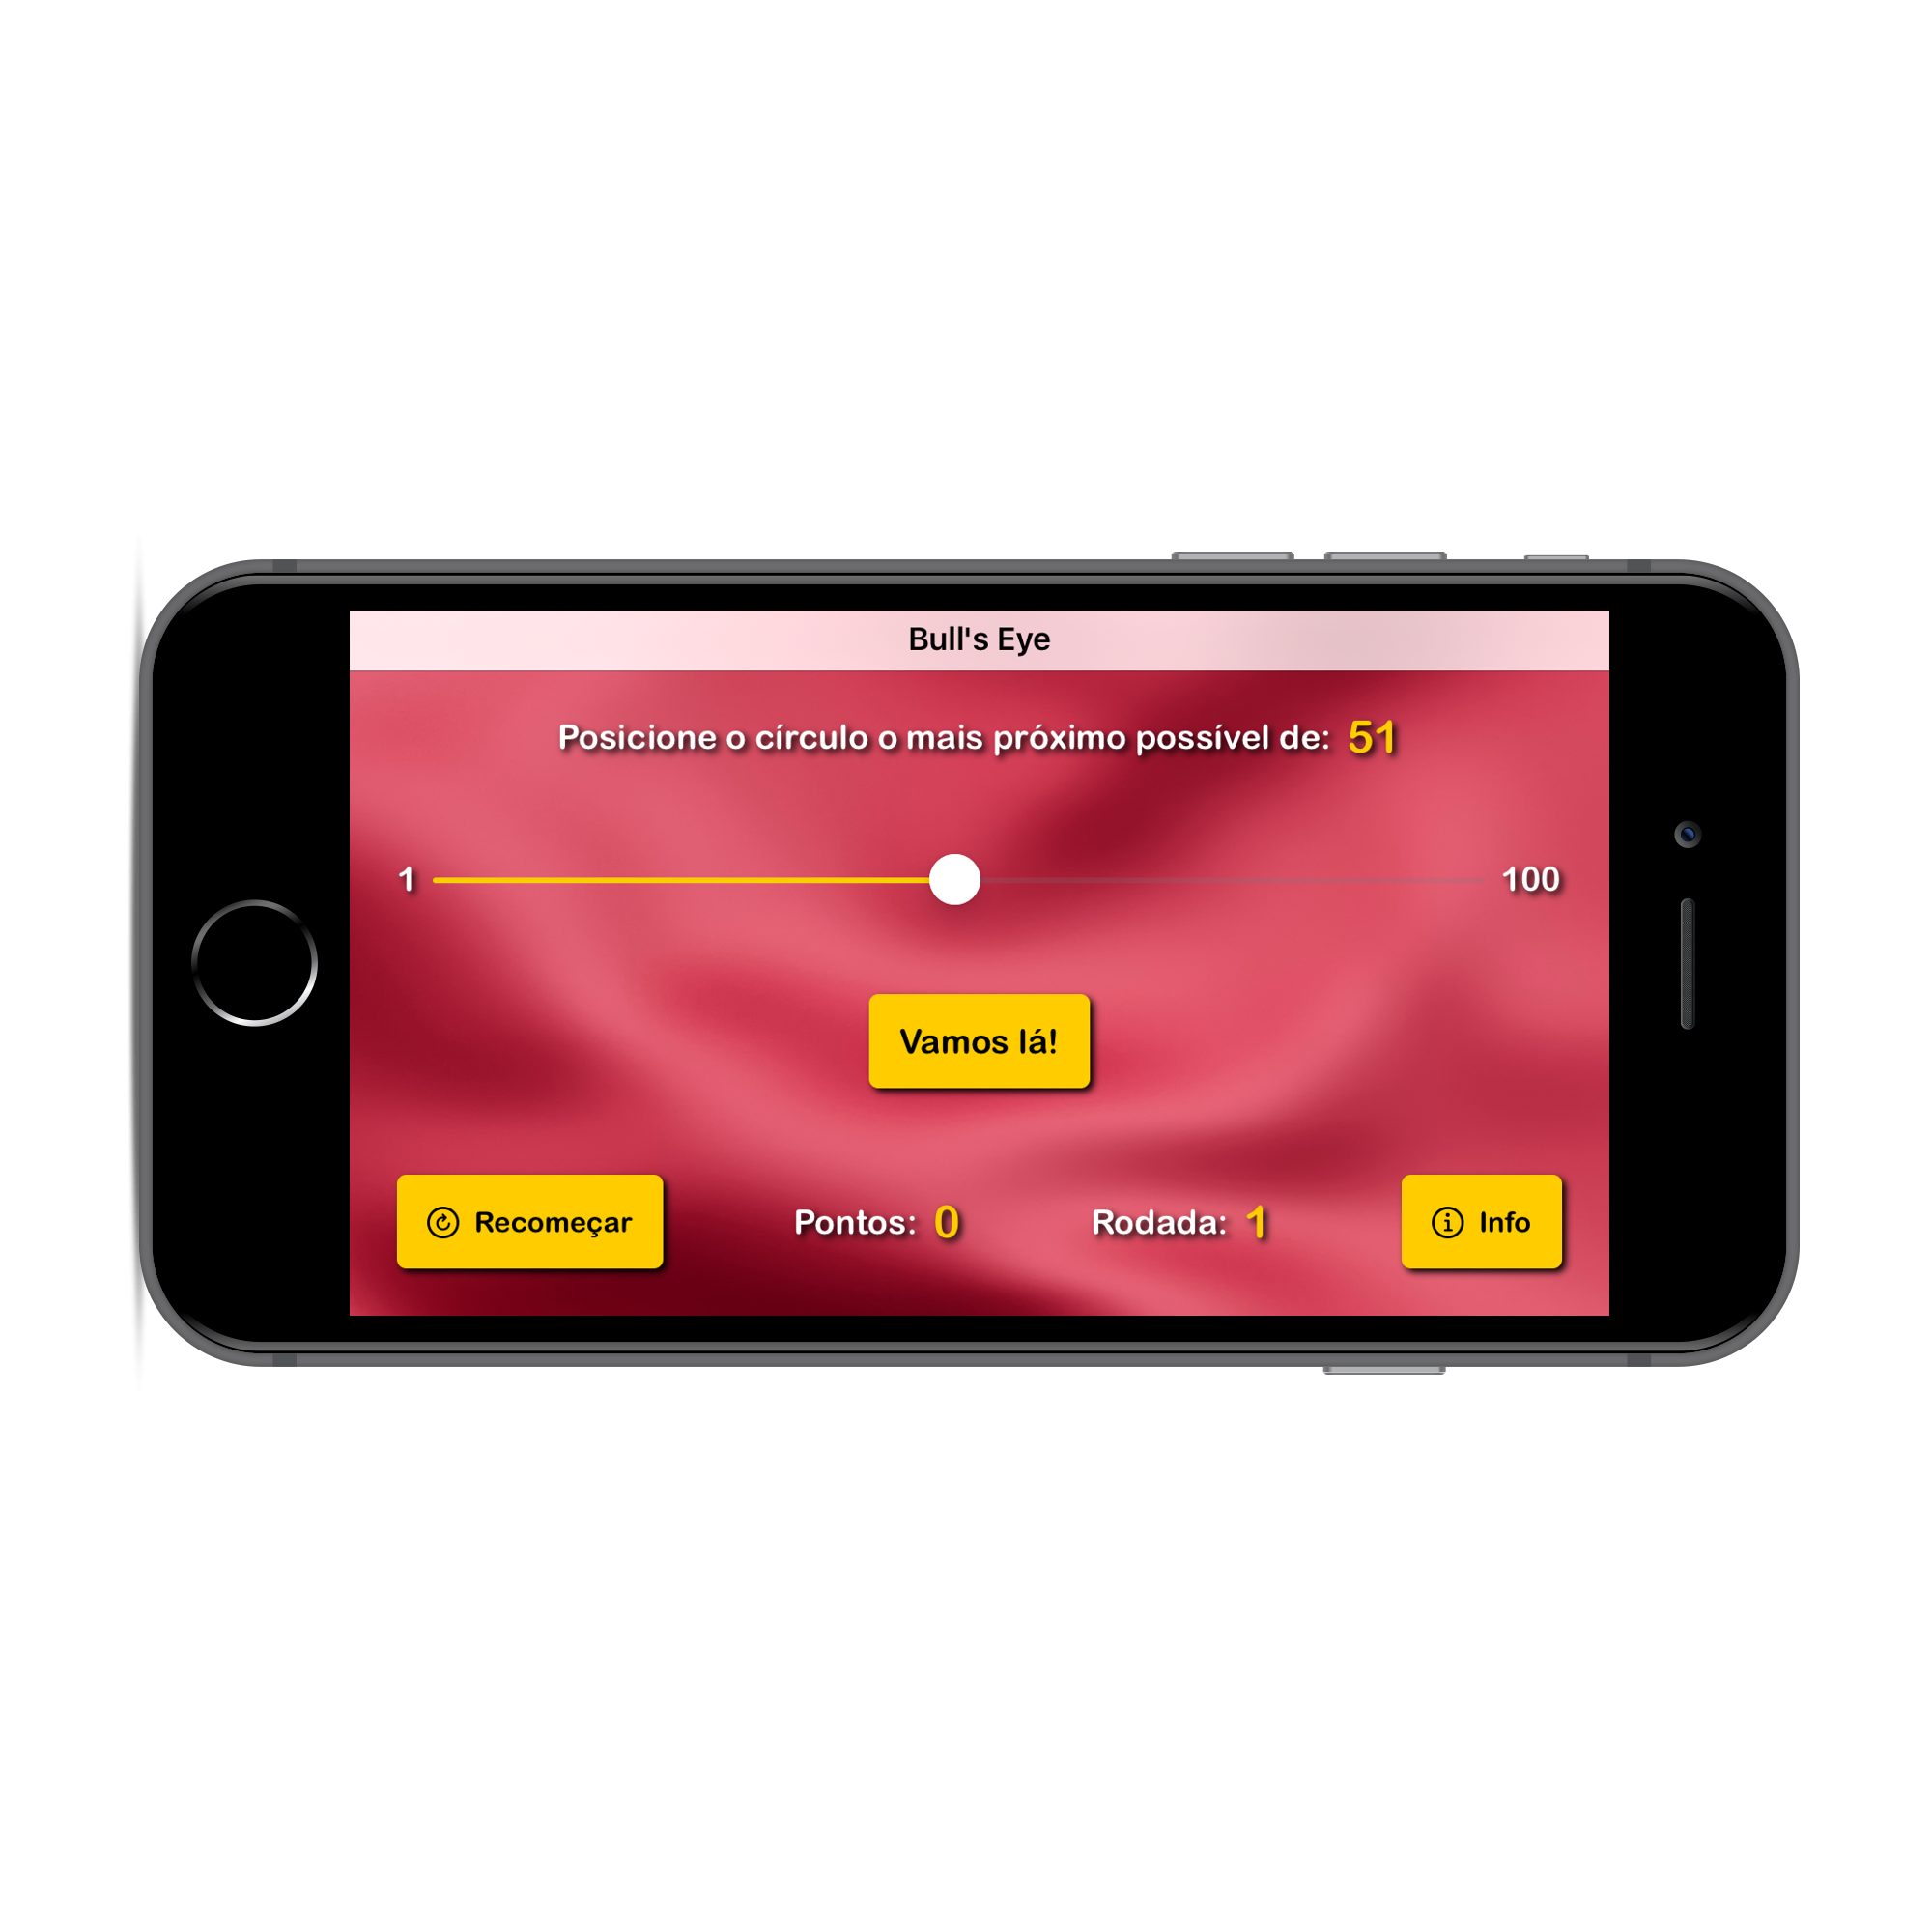 Bull's Eye
Posicione o círculo o mais próximo possível de: 51
1 100
Vamos lá!
Recomeçar Pontos: 0 Rodada: 1 Info